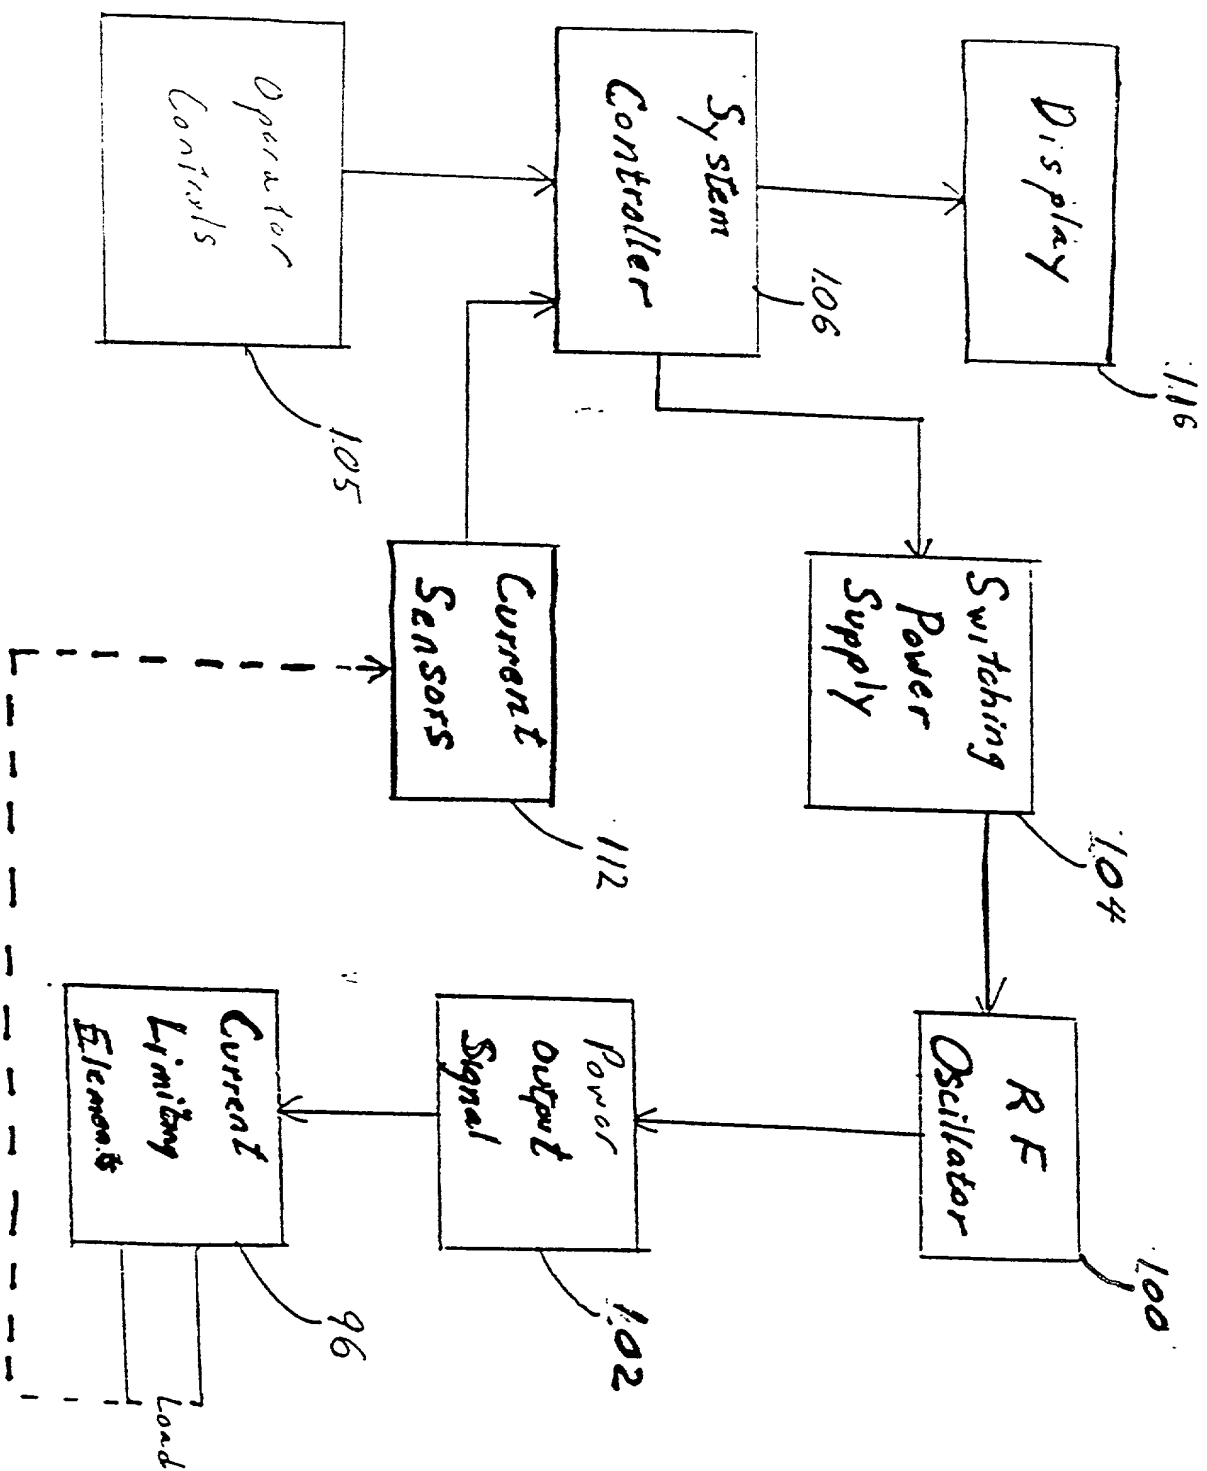 Display
116
System
Controller
106
Operator
Controls
105
Switching
Power
Supply
104
Current
Sensors
112
RF
Oscillator
100
Power
Output
Signal
102
Current
Limiting
Elements
96
Load